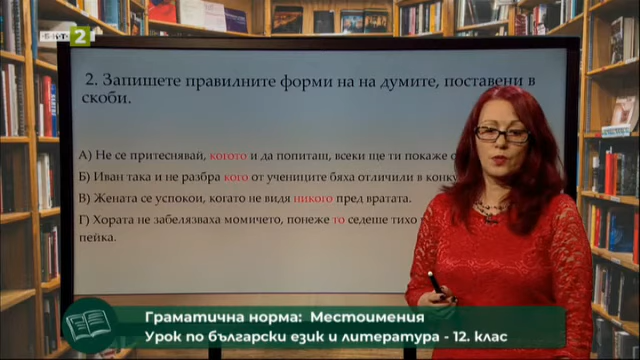 БНТ 2
2. Запишете правилните форми на на думите, поставени в
скоби.
А) Не се притеснявай, когото и да попиташ, всеки ще ти покаже
Б) Иван така и не разбра кого от учениците бяха отличили в
В) Жената се успокои, когато не видя никого пред вратата.
Г) Хората не забелязваха момичето, понеже то седеше тихо
пейка.
Граматична норма: Местоимения
Урок по български език и литература - 12. клас